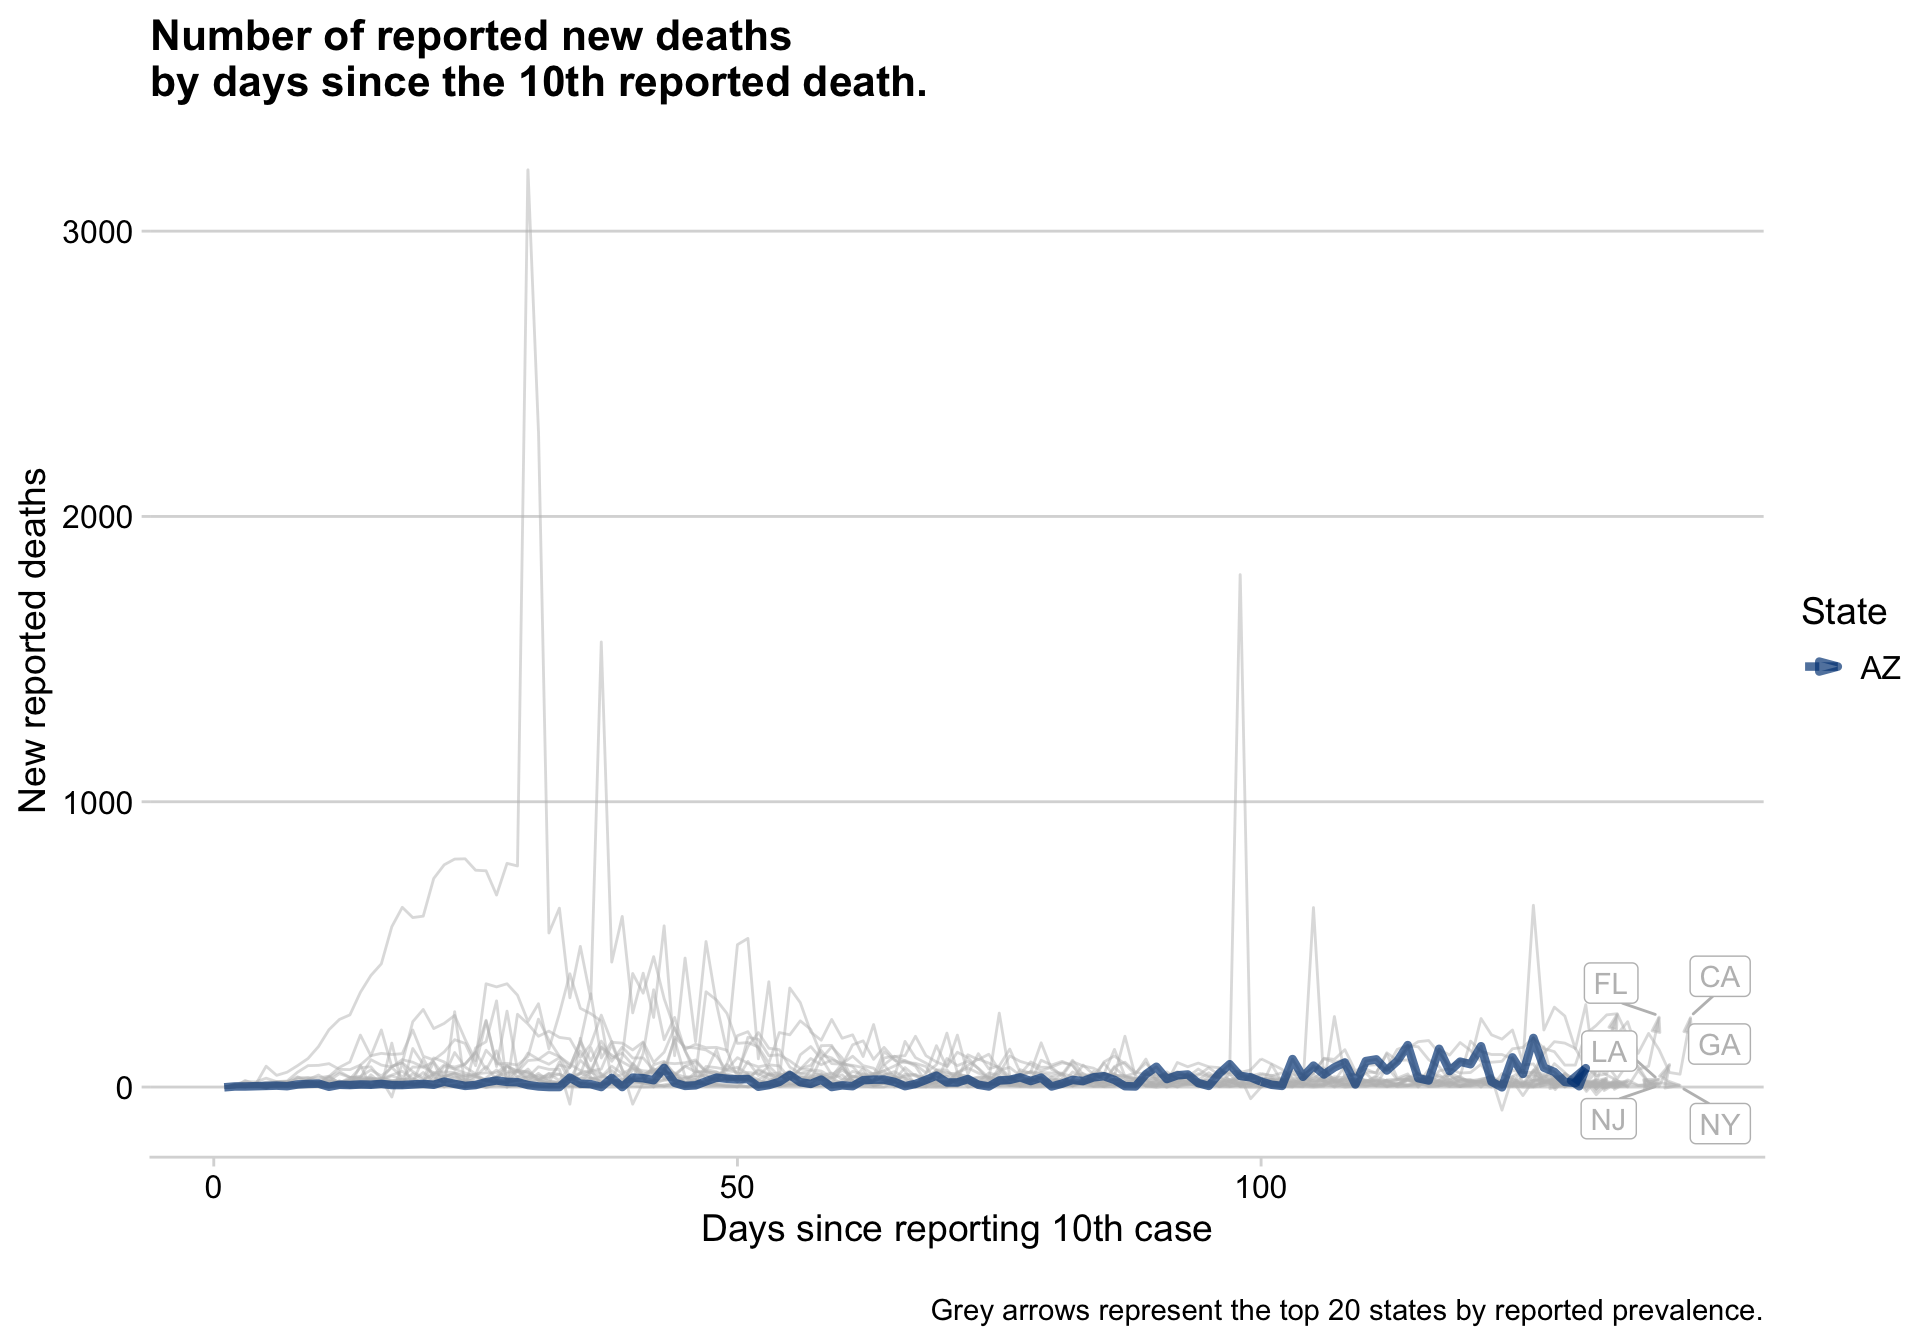 Number of reported new deaths
by days since the 10th reported death.
3000
2000
1000
0
New reported deaths
0
50
100
Days since reporting 10th case
FL
CA
LA
GA
NJ
NY
State
AZ
Grey arrows represent the top 20 states by reported prevalence.